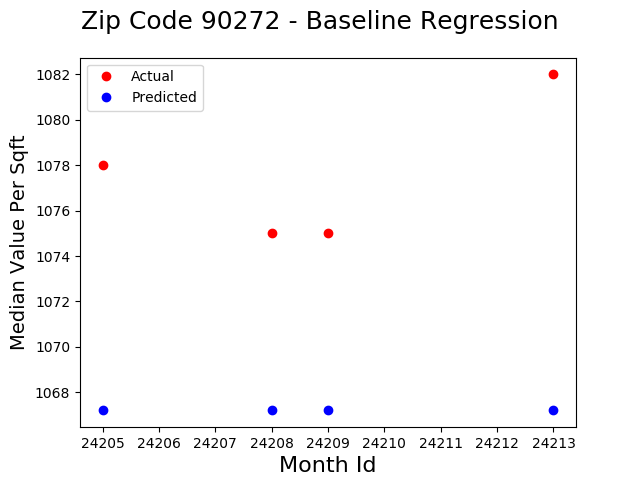 Zip Code 90272 - Baseline Regression
Actual
Predicted
Median Value Per Sqft
1082
1080
1078
1076
1074
1072
1070
1068
24205 24206 24207 24208 24209 24210 24211 24212 24213
Month Id